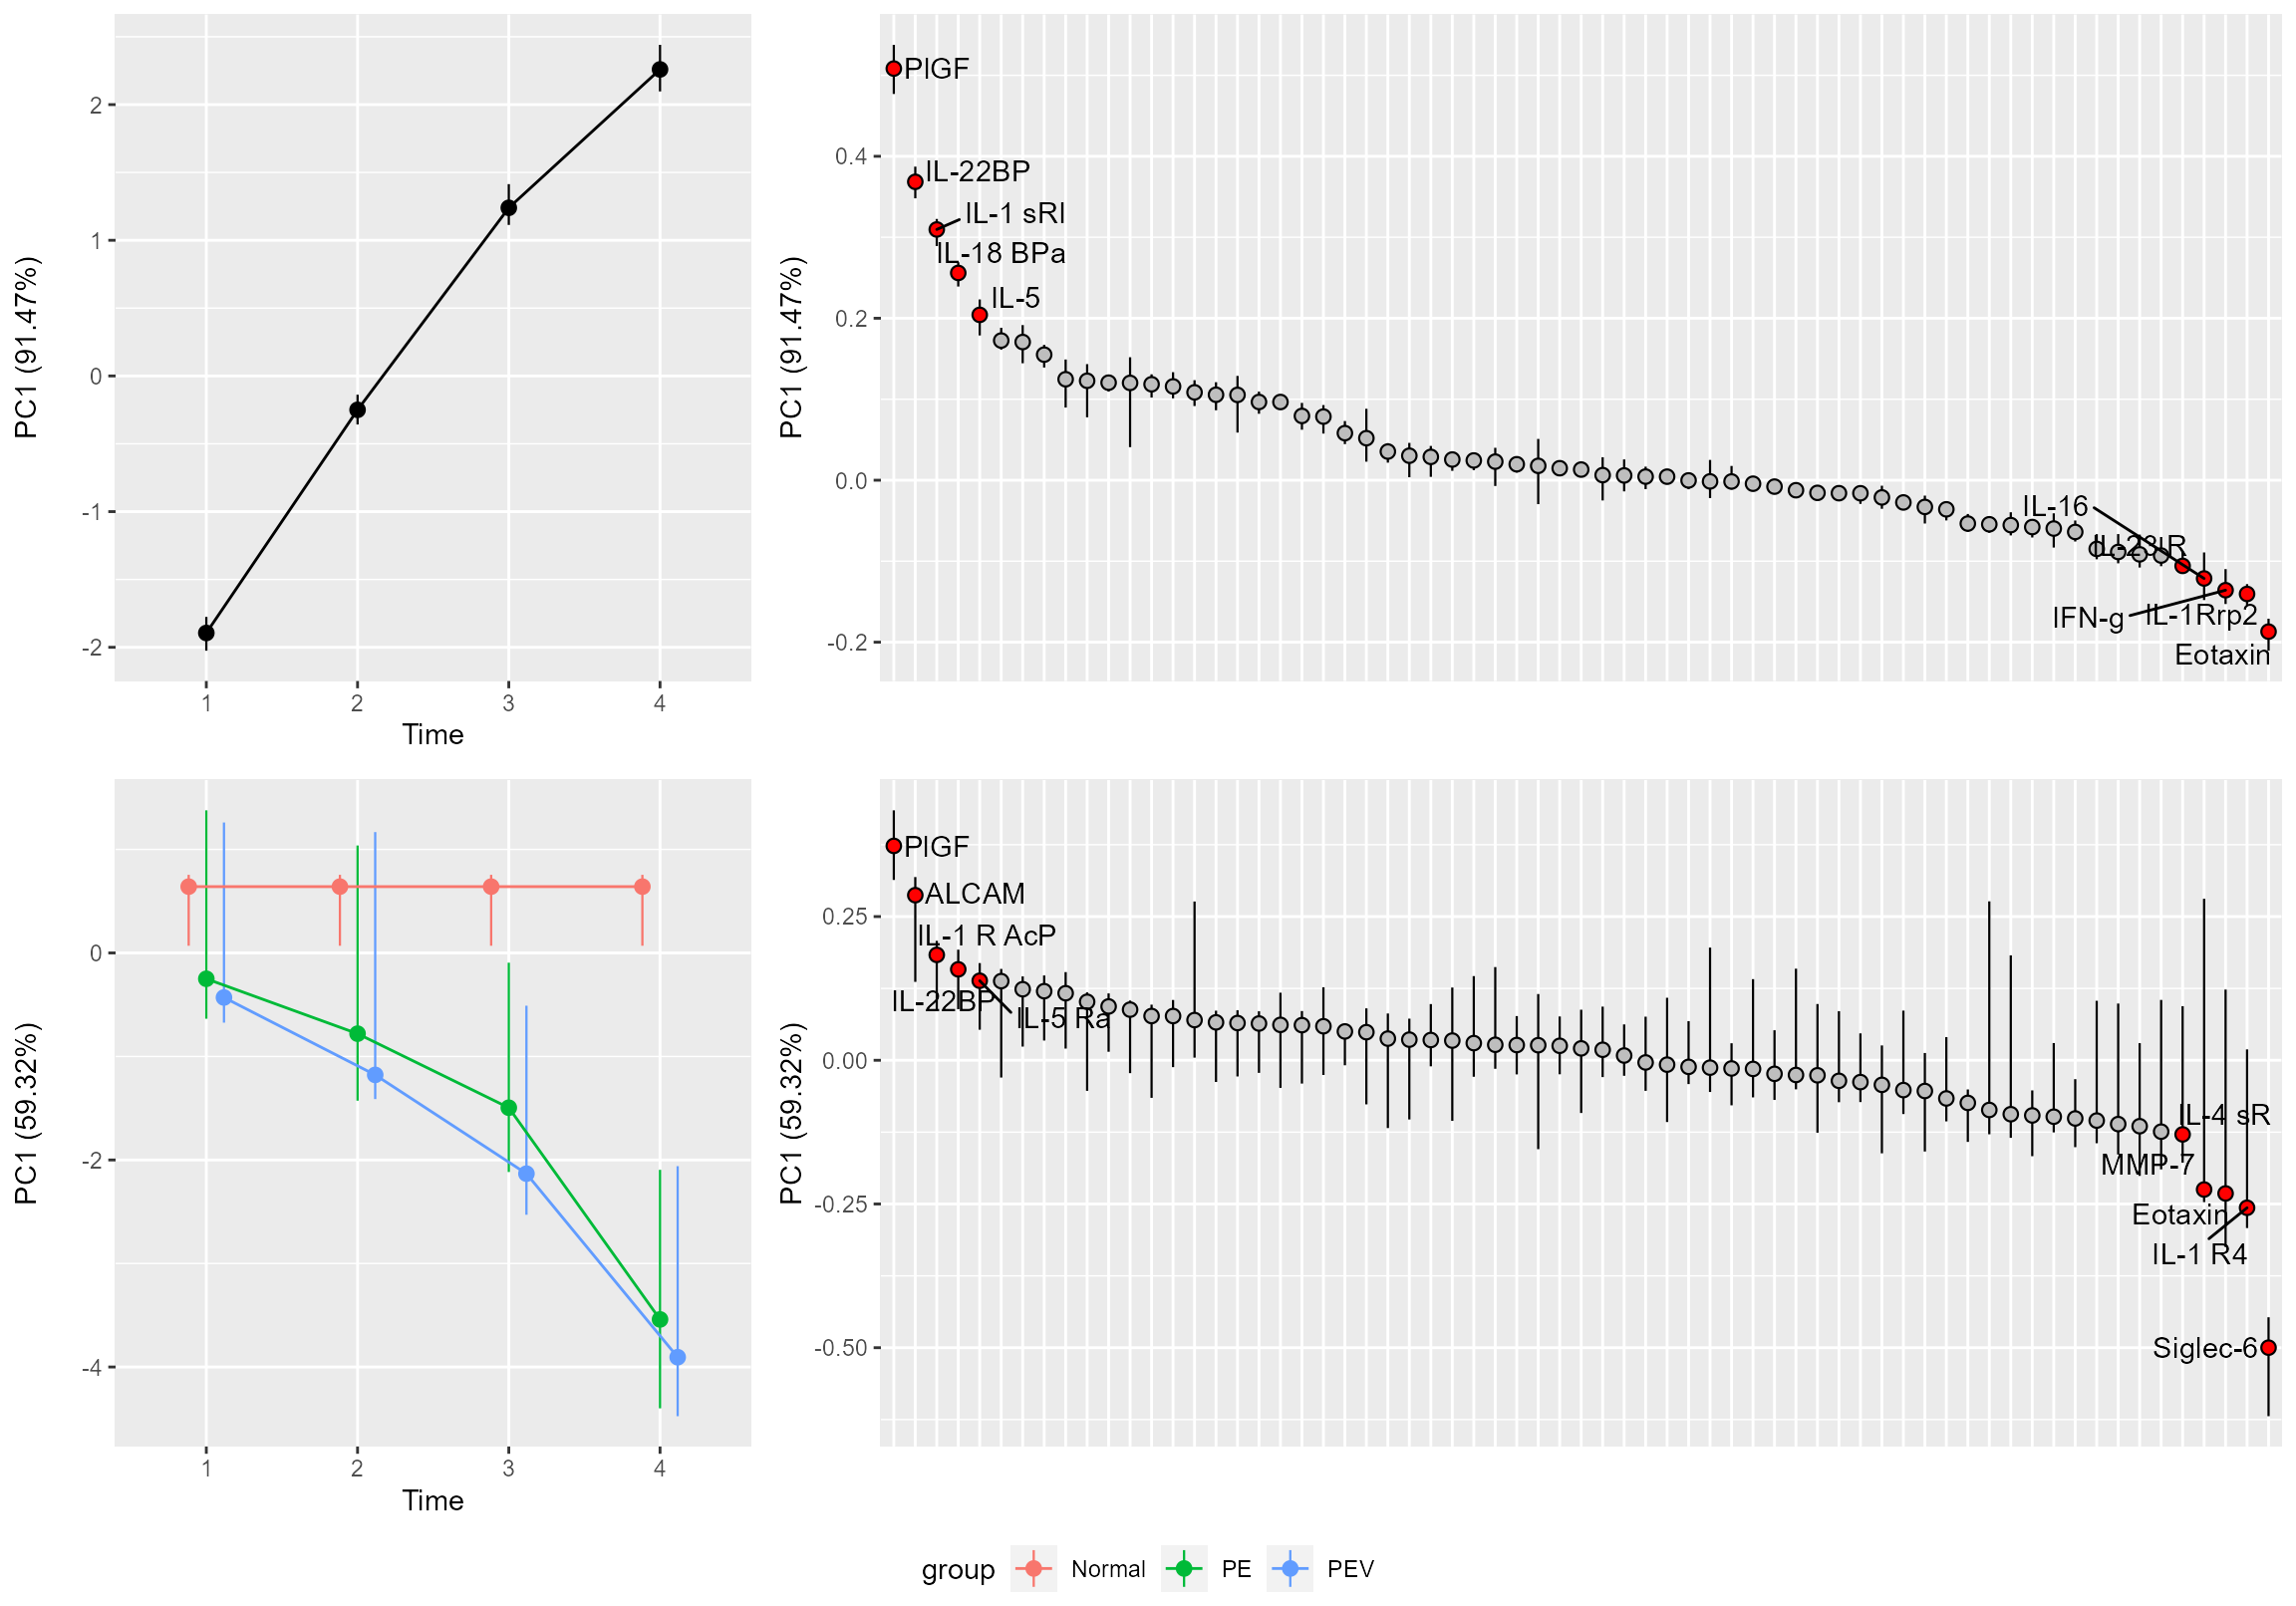 PC1 (91.47%)
2
1
0
-1
-2
1 2 3 4
Time
PC1 (91.47%)
0.4
0.2
0.0
-0.2
PlGF
IL-22BP
IL-1 sRI
IL-18 BPa
IL-5
IL-16
IL-23 R
IFN-g
IL-1Rrp2
Eotaxin
PC1 (59.32%)
0
-2
-4
1 2 3 4
Time
PC1 (59.32%)
0.25
0.00
-0.25
-0.50
PlGF
ALCAM
IL-1 R AcP
IL-22BP
IL-5 Ra
IL-4 sR
MMP-7
Eotaxin
IL-1 R4
Siglec-6
group Normal PE PEV